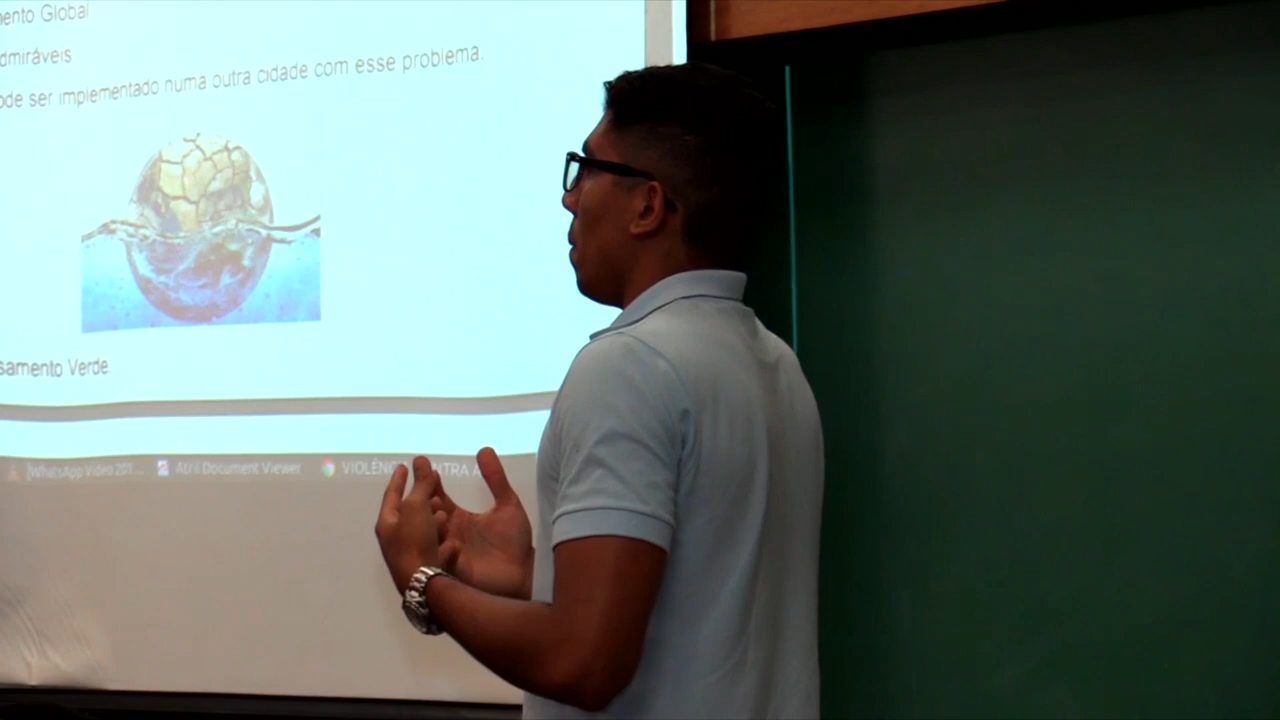 mento Global
dmiráveis
ode ser implementado numa outra cidade com esse problema.
samento Verde.
[WhatsApp Video 201... Atril Document Viewer VIOLÊNC NTRA A